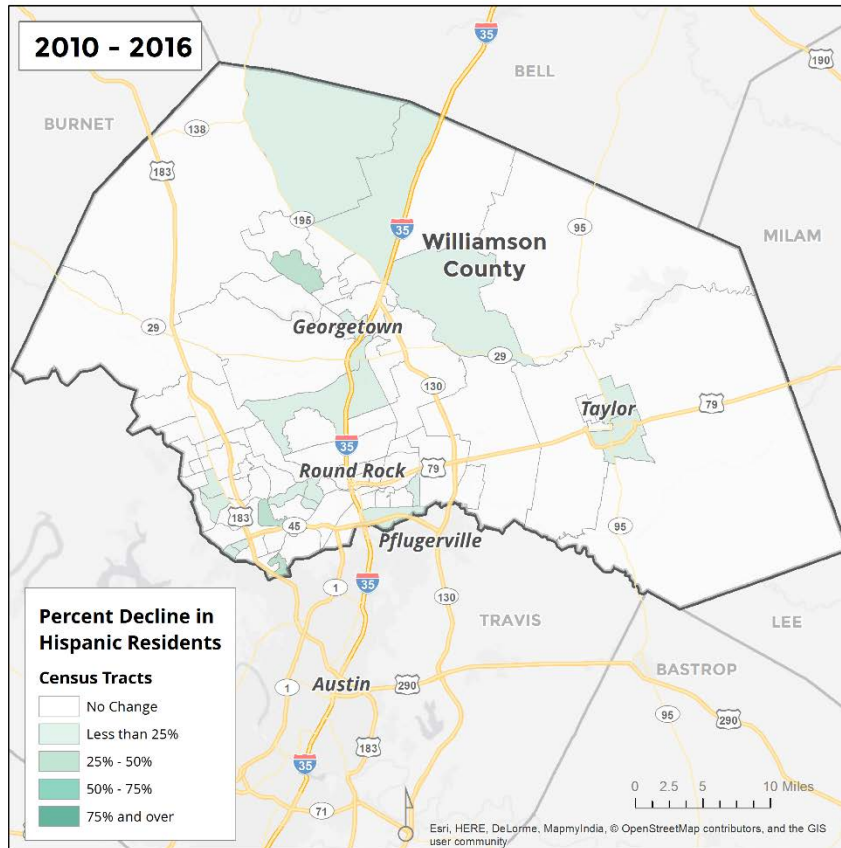 2010 - 2016
35
BELL
190
BURNET
138
183
195
35
95
MILAM
Williamson
County
Georgetown
29
29
130
Taylor
79
35
Round Rock
79
183
45
95
Pflugerville
1
35
130
TRAVIS
LEE
BASTROP
1
Austin
290
95
290
183
35
71
Percent Decline in
Hispanic Residents
Census Tracts
No Change
Less than 25%
25% - 50%
50% - 75%
75% and over
0 2.5 5 10 Miles
Esri, HERE, DeLorme, MapmyIndia, © OpenStreetMap contributors, and the GIS
user community